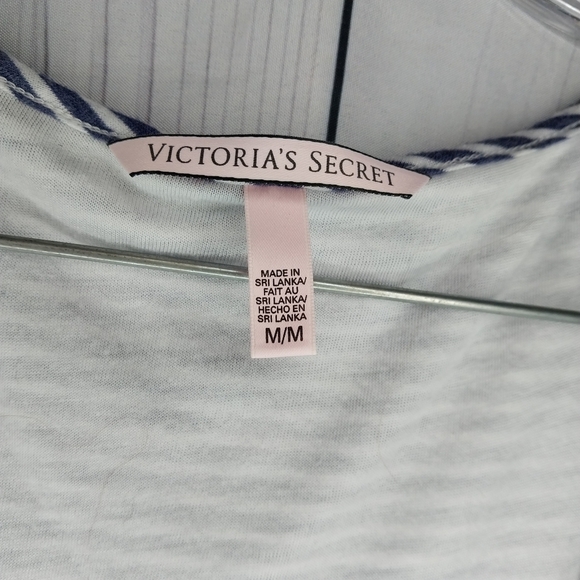 VICTORIA'S SECRET
MADE IN
SRI LANKA/
FAIT AU
SRI LANKA/
HECHO EN
SRI LANKA
M/M